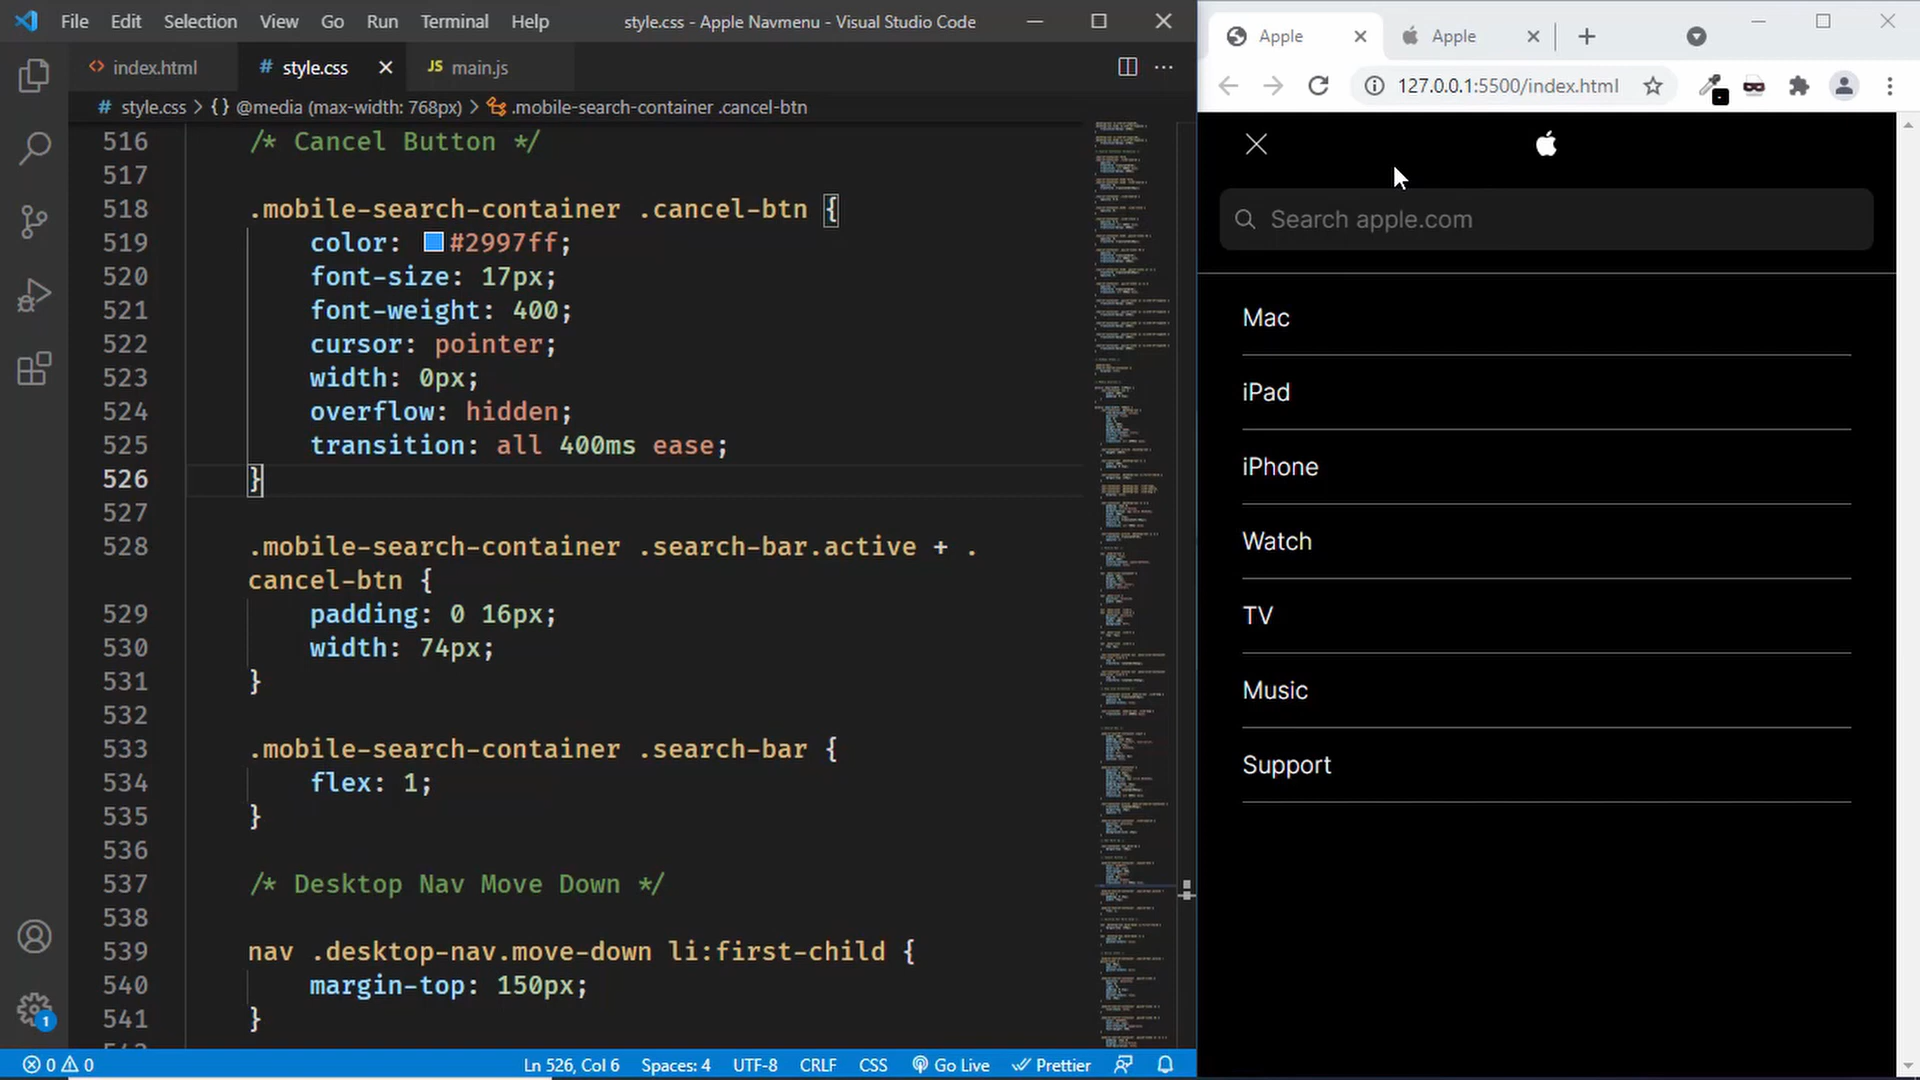 File Edit Selection View Go Run Terminal Help style.css - Apple Navmenu - Visual Studio Code
<> index.html # style.css JS main.js
# style.css > {} @media (max-width: 768px) > .mobile-search-container .cancel-btn
516 /* Cancel Button */
517
518 .mobile-search-container .cancel-btn {
519 color: #2997ff;
520 font-size: 17px;
521 font-weight: 400;
522 cursor: pointer;
523 width: 0px;
524 overflow: hidden;
525 transition: all 400ms ease;
526 }
527
528 .mobile-search-container .search-bar.active + .
cancel-btn {
529 padding: 0 16px;
530 width: 74px;
531 }
532
533 .mobile-search-container .search-bar {
534 flex: 1;
535 }
536
537 /* Desktop Nav Move Down */
538
539 nav .desktop-nav.move-down li:first-child {
540 margin-top: 150px;
541 }
1
0 0 Ln 526, Col 6 Spaces: 4 UTF-8 CRLF CSS Go Live Prettier
Apple Apple
127.0.0.1:5500/index.html
Search apple.com
Mac
iPad
iPhone
Watch
TV
Music
Support